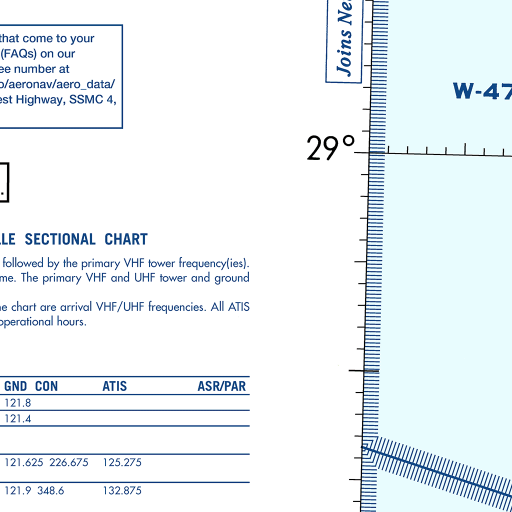 that come to your
(FAQs) on our
ee number at
o/aeronav/aero_data/
est Highway, SSMC 4,
Joins Ne
W-47
29°
LE SECTIONAL CHART
followed by the primary VHF tower frequency(ies).
me. The primary VHF and UHF tower and ground
e chart are arrival VHF/UHF frequencies. All ATIS
operational hours.
GND CON ATIS ASR/PAR
121.8
121.4
121.625 226.675 125.275
121.9 348.6 132.875